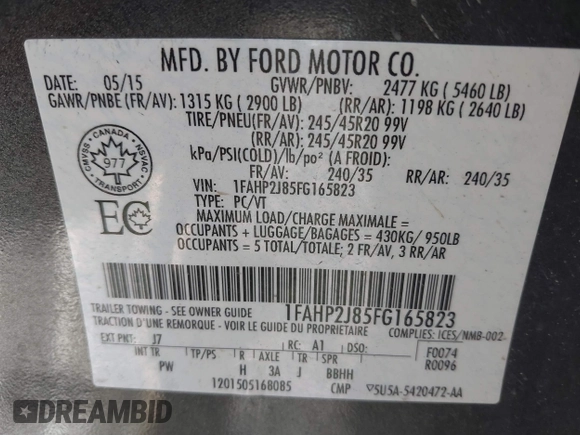 MFD. BY FORD MOTOR CO.
DATE: 05/15 GVWR/PNBV: 2477 KG ( 5460 LB)
GAWR/PNBE (FR/AV): 1315 KG ( 2900 LB) (RR/AR): 1198 KG ( 2640 LB)
TIRE/PNEU(FR/AV): 245/45R20 99V
(RR/AR): 245/45R20 99V
kPa/PSI(COLD)/lb/po² (A FROID):
FR/AV: 240/35 RR/AR: 240/35
CANADA
CMVSS 977 NSVAC
TRANSPORT
EC
VIN: 1FAHP2J85FG165823
TYPE: PC/VT
MAXIMUM LOAD/CHARGE MAXIMALE =
OCCUPANTS + LUGGAGE/BAGAGES = 430KG/ 950LB
OCCUPANTS = 5 TOTAL/TOTALE; 2 FR/AV, 3 RR/AR
1FAHP2J85FG165823
TRAILER TOWING - SEE OWNER GUIDE
TRACTION D'UNE REMORQUE - VOIR LE GUIDE DU PROPRIETAIRE COMPLIES: ICES/NMB-002
EXT PNT: J7 RC: A1 DSO: F0074
INT TR TP/PS R AXLE TR SPR R0096
PW H 3A J BBHH
1201505168085 CMP 5U5A-5420472-AA
DREAMBID